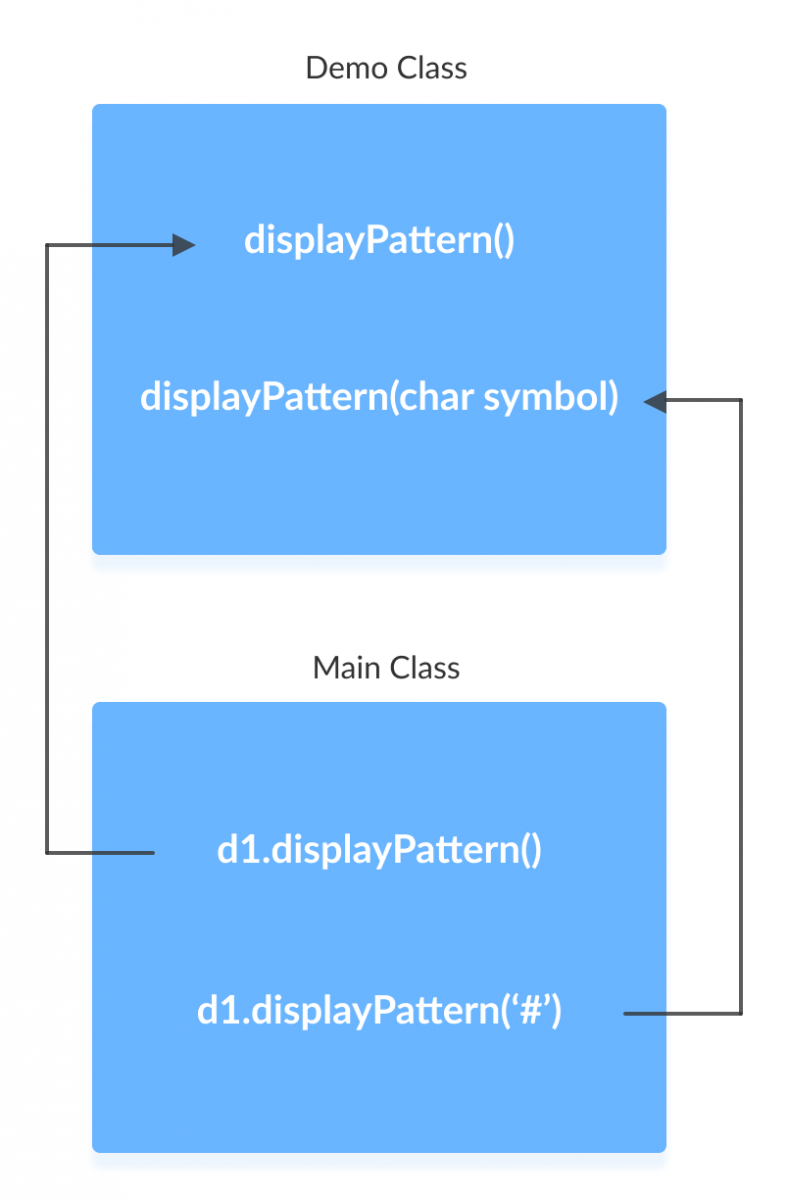 Demo Class
displayPattern()
displayPattern(char symbol)
Main Class
d1.displayPattern()
d1.displayPattern(‘#’)